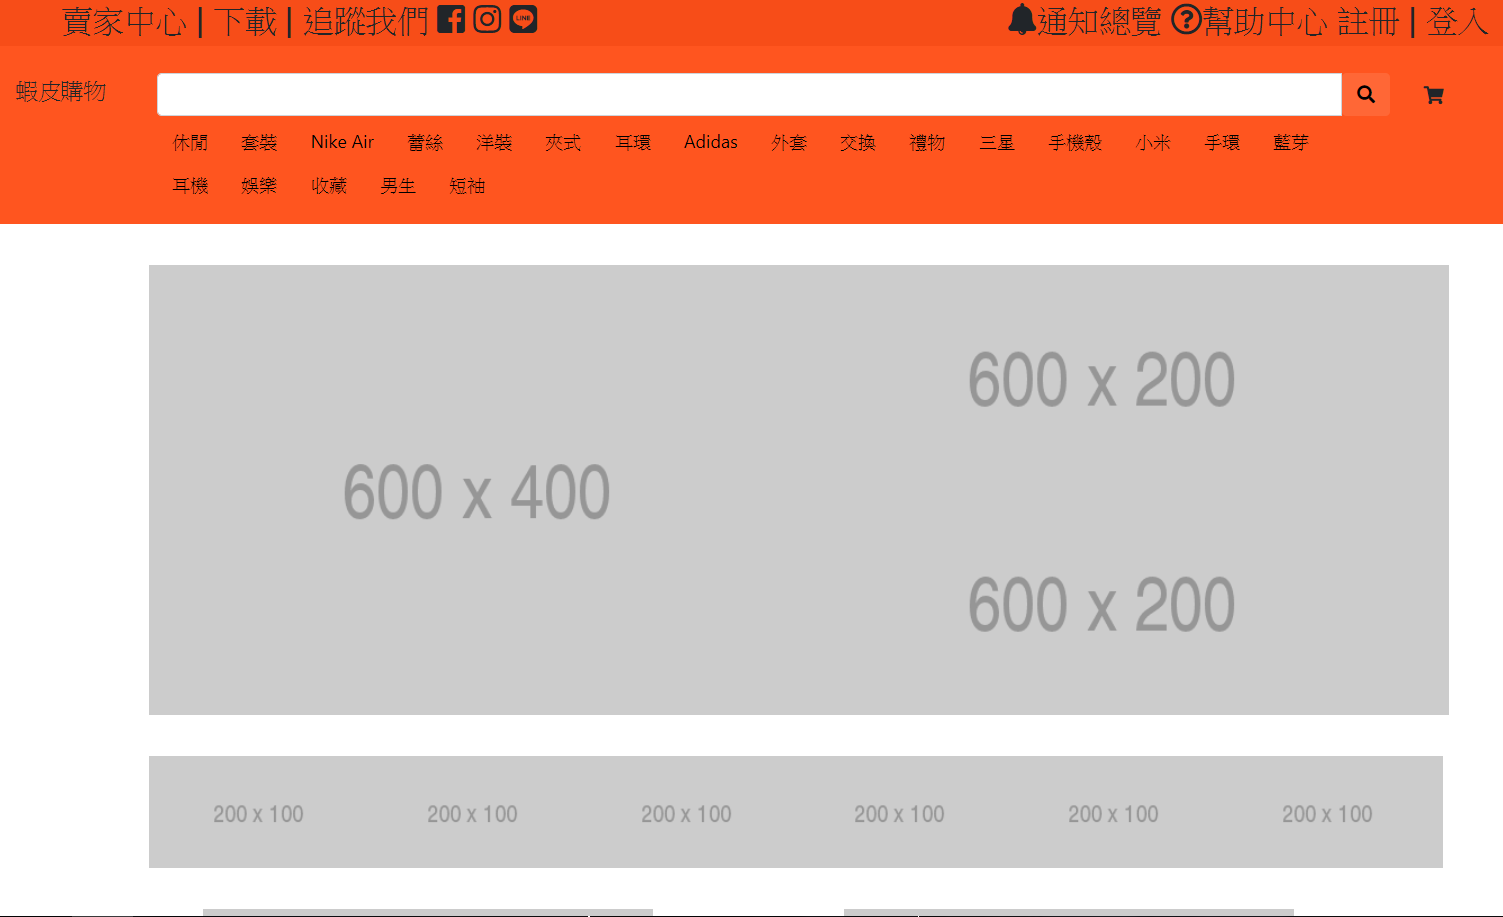 賣家中心 | 下載 | 追蹤我們 LINE 通知總覽 幫助中心 註冊 | 登入
蝦皮購物
休閒 套裝 Nike Air 蕾絲 洋裝 夾式 耳環 Adidas 外套 交換 禮物 三星 手機殼 小米 手環 藍芽
耳機 娛樂 收藏 男生 短袖
600 x 200
600 x 400
600 x 200
200 x 100 200 x 100 200 x 100 200 x 100 200 x 100 200 x 100